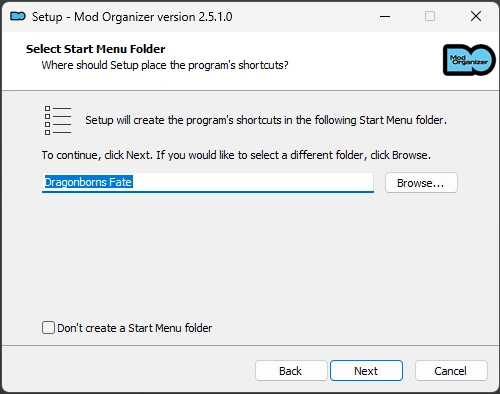 Setup - Mod Organizer version 2.5.1.0
Select Start Menu Folder
Where should Setup place the program's shortcuts?
Mod
Organizer
Setup will create the program's shortcuts in the following Start Menu folder.
To continue, click Next. If you would like to select a different folder, click Browse.
Dragonborns Fate
Browse...
Don't create a Start Menu folder
Back
Next
Cancel